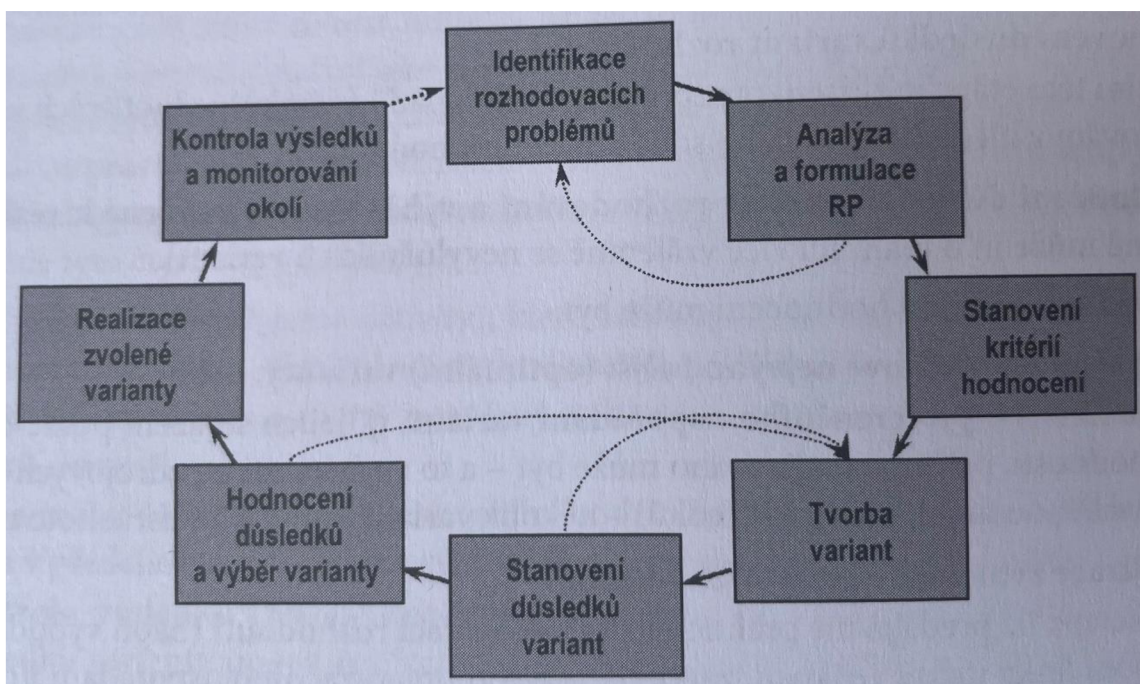 Identifikace
rozhodovacích
problémů
Analýza
a formulace
RP
Stanovení
kritérií
hodnocení
Tvorba
variant
Stanovení
důsledků
variant
Hodnocení
důsledků
a výběr varianty
Realizace
zvolené
varianty
Kontrola výsledků
a monitorování
okolí